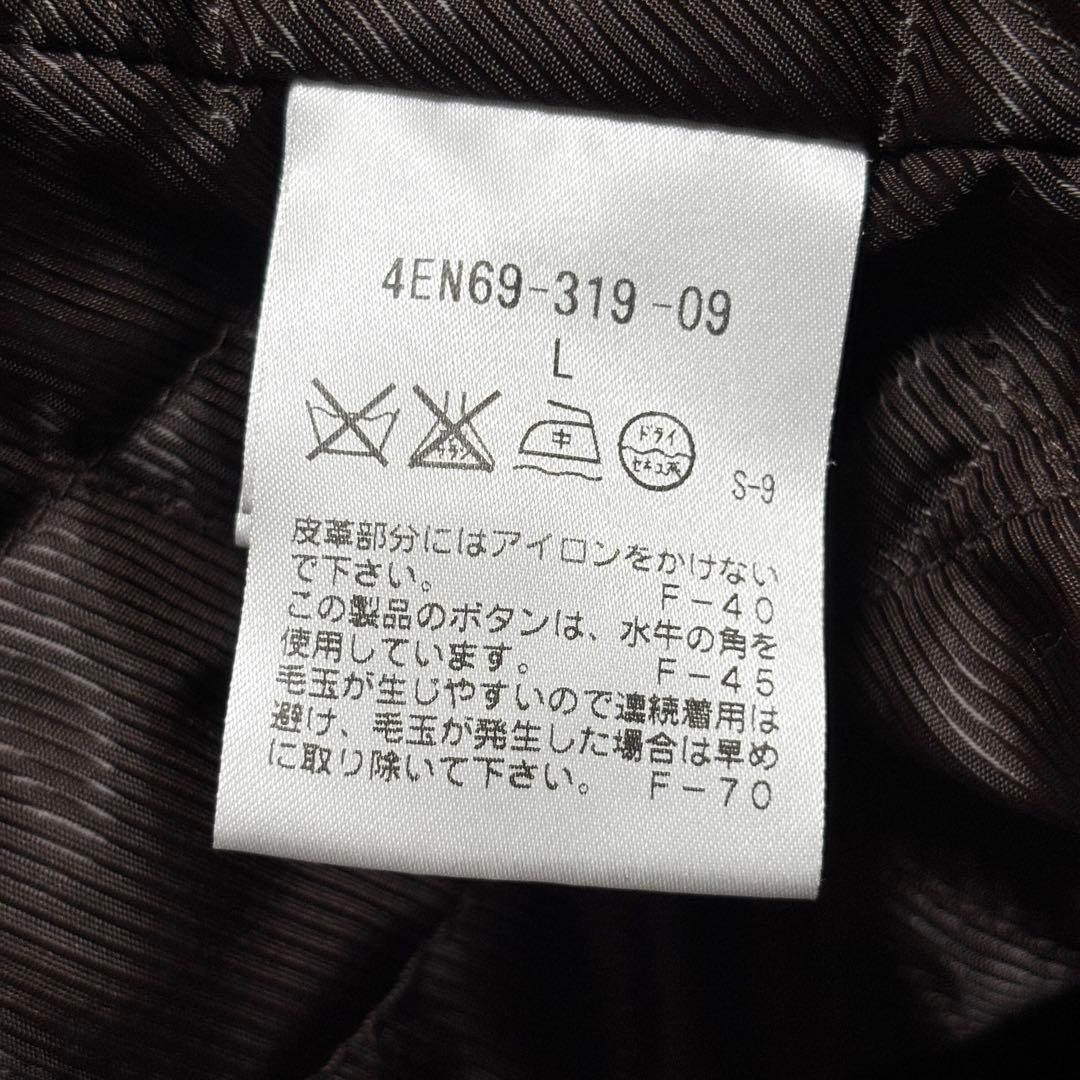 4EN69-319-09
L
中
ドライ
セキユ系
S-9
皮革部分にはアイロンをかけない
で下さい。 F-40
この製品のボタンは、水牛の角を
使用しています。 F-45
毛玉が生じやすいので連続着用は
避け、毛玉が発生した場合は早め
に取り除いて下さい。 F-70